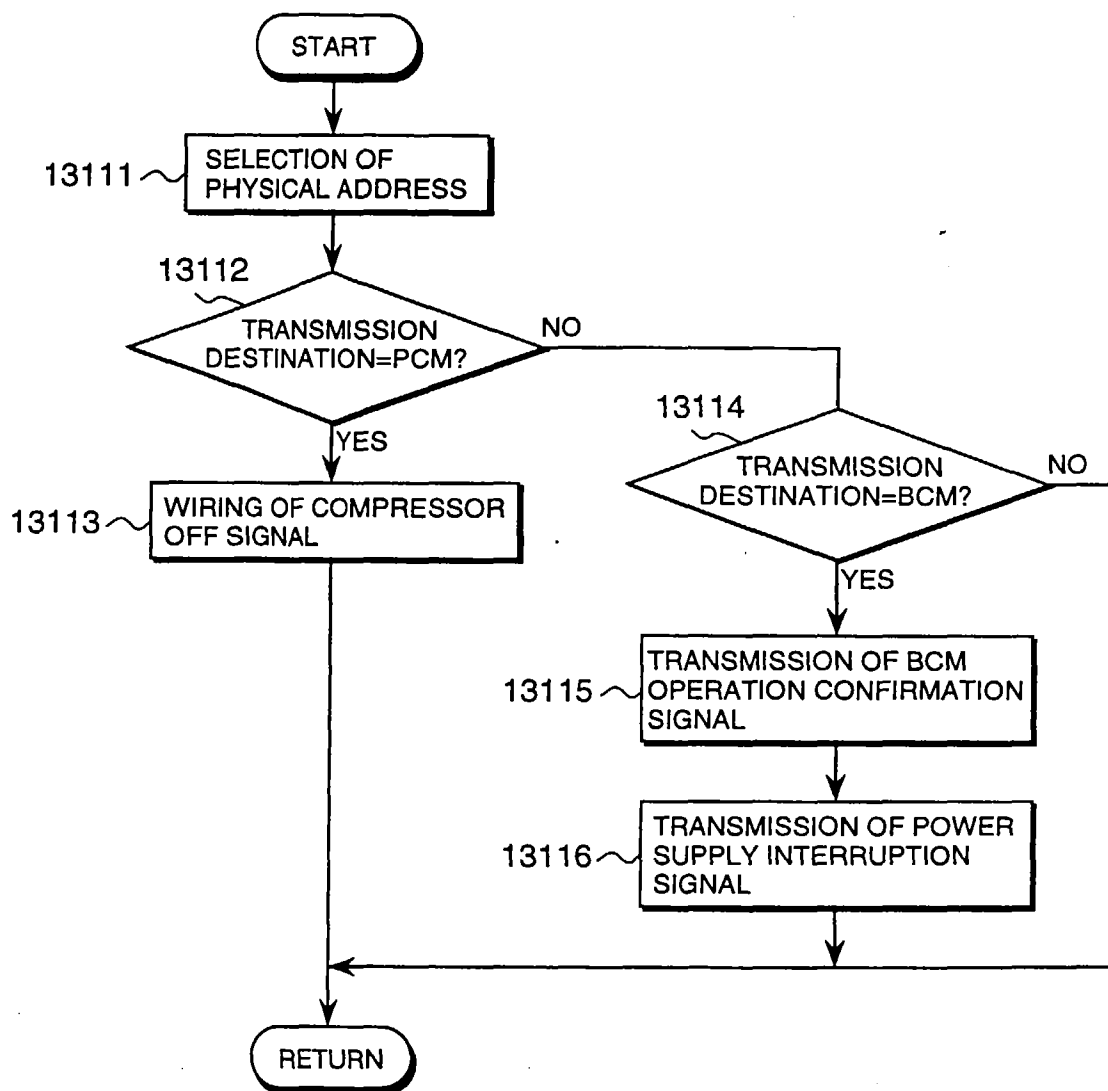 START
13111
SELECTION OF
PHYSICAL ADDRESS
13112
TRANSMISSION
DESTINATION=PCM?
NO
YES
13113
WIRING OF COMPRESSOR
OFF SIGNAL
13114
TRANSMISSION
DESTINATION=BCM?
NO
YES
13115
TRANSMISSION OF BCM
OPERATION CONFIRMATION
SIGNAL
13116
TRANSMISSION OF POWER
SUPPLY INTERRUPTION
SIGNAL
RETURN